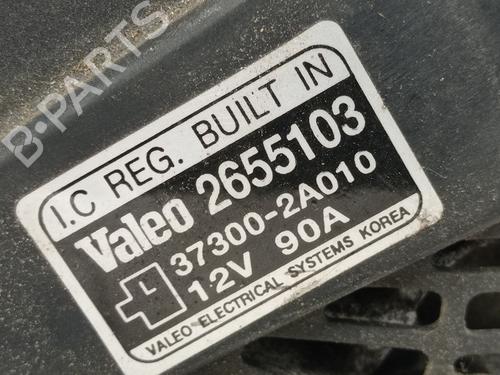 B-PARTS
I.C REG. BUILT IN
Valeo 2655103
37300-2A010
12V 90A
VALEO ELECTRICAL SYSTEMS KOREA